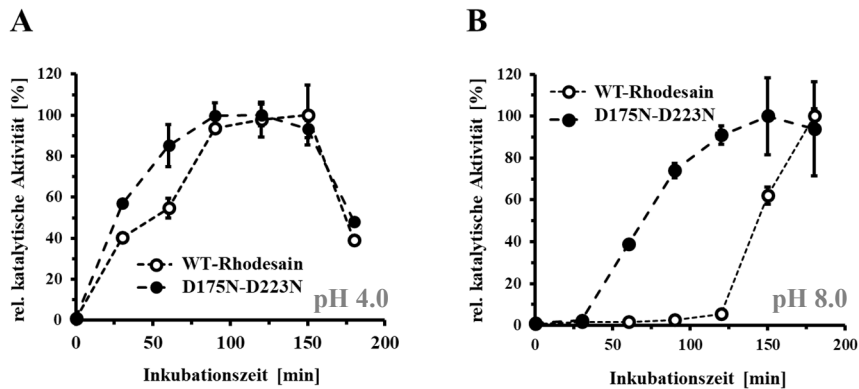 A
rel. katalytische Aktivität [%]
120
100
80
60
40
20
0
WT-Rhodesain
D175N-D223N
pH 4.0
0
50
100
150
200
Inkubationszeit [min]
B
rel. katalytische Aktivität [%]
120
100
80
60
40
20
0
WT-Rhodesain
D175N-D223N
pH 8.0
0
50
100
150
200
Inkubationszeit [min]